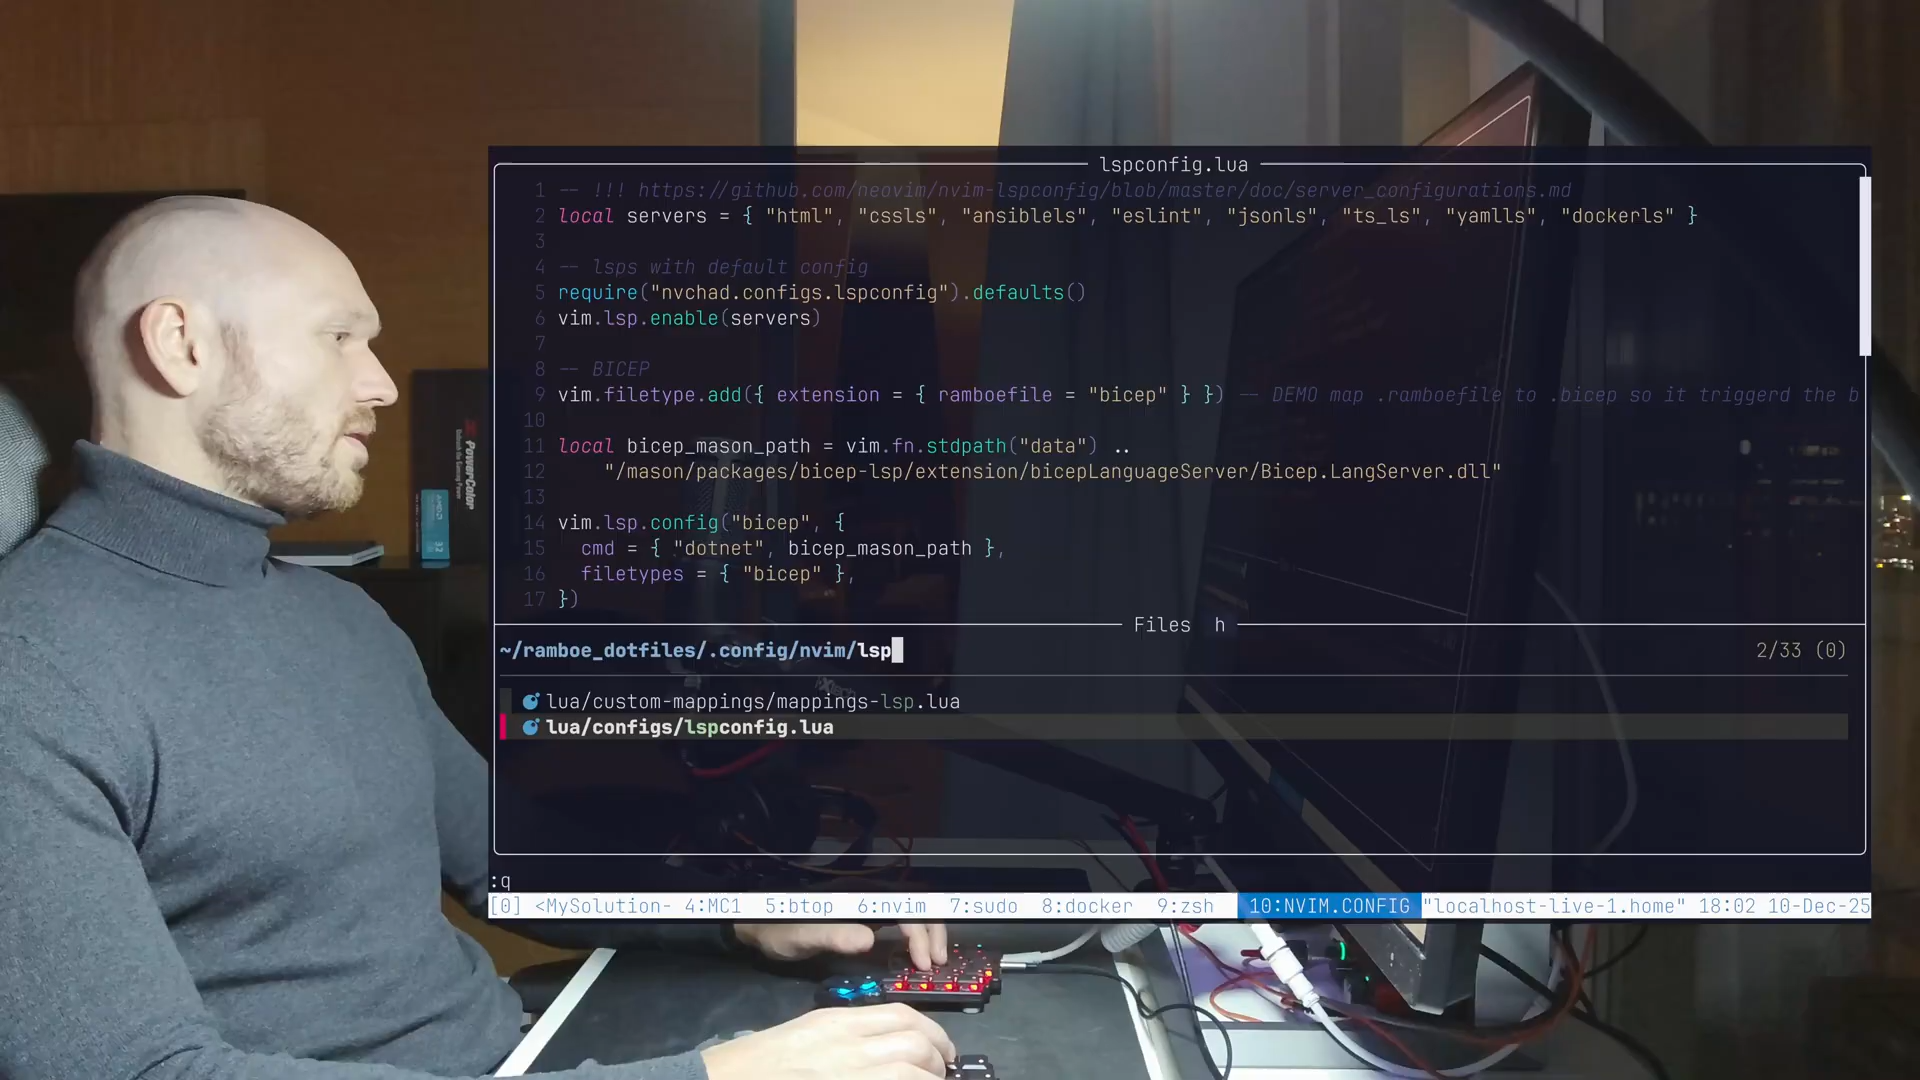 lspconfig.lua
1 -- !!! https://github.com/neovim/nvim-lspconfig/blob/master/doc/server_configurations.md
2 local servers = { "html", "cssls", "ansiblels", "eslint", "jsonls", "ts_ls", "yamlls", "dockerls" }
3
4 -- lsps with default config
5 require("nvchad.configs.lspconfig").defaults()
6 vim.lsp.enable(servers)
7
8 -- BICEP
9 vim.filetype.add({ extension = { ramboefile = "bicep" } }) -- DEMO map .ramboefile to .bicep so it triggerd the b
10
11 local bicep_mason_path = vim.fn.stdpath("data") ..
12 "/mason/packages/bicep-lsp/extension/bicepLanguageServer/Bicep.LangServer.dll"
13
14 vim.lsp.config("bicep", {
15 cmd = { "dotnet", bicep_mason_path },
16 filetypes = { "bicep" },
17 })
Files h
~/ramboe_dotfiles/.config/nvim/lsp 2/33 (0)
lua/custom-mappings/mappings-lsp.lua
lua/configs/lspconfig.lua
:q
[0] <MySolution- 4:MC1 5:btop 6:nvim 7:sudo 8:docker 9:zsh 10:NVIM.CONFIG "localhost-live-1.home" 18:02 10-Dec-25
PowerColor
AMD
32